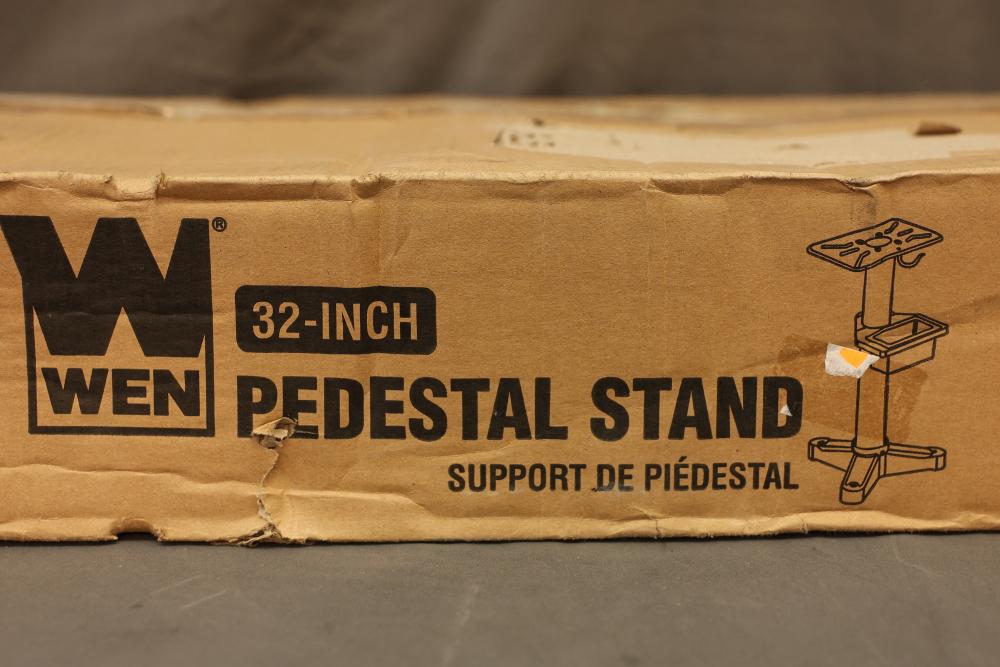 WEN®
32-INCH
PEDESTAL STAND
SUPPORT DE PIÉDESTAL